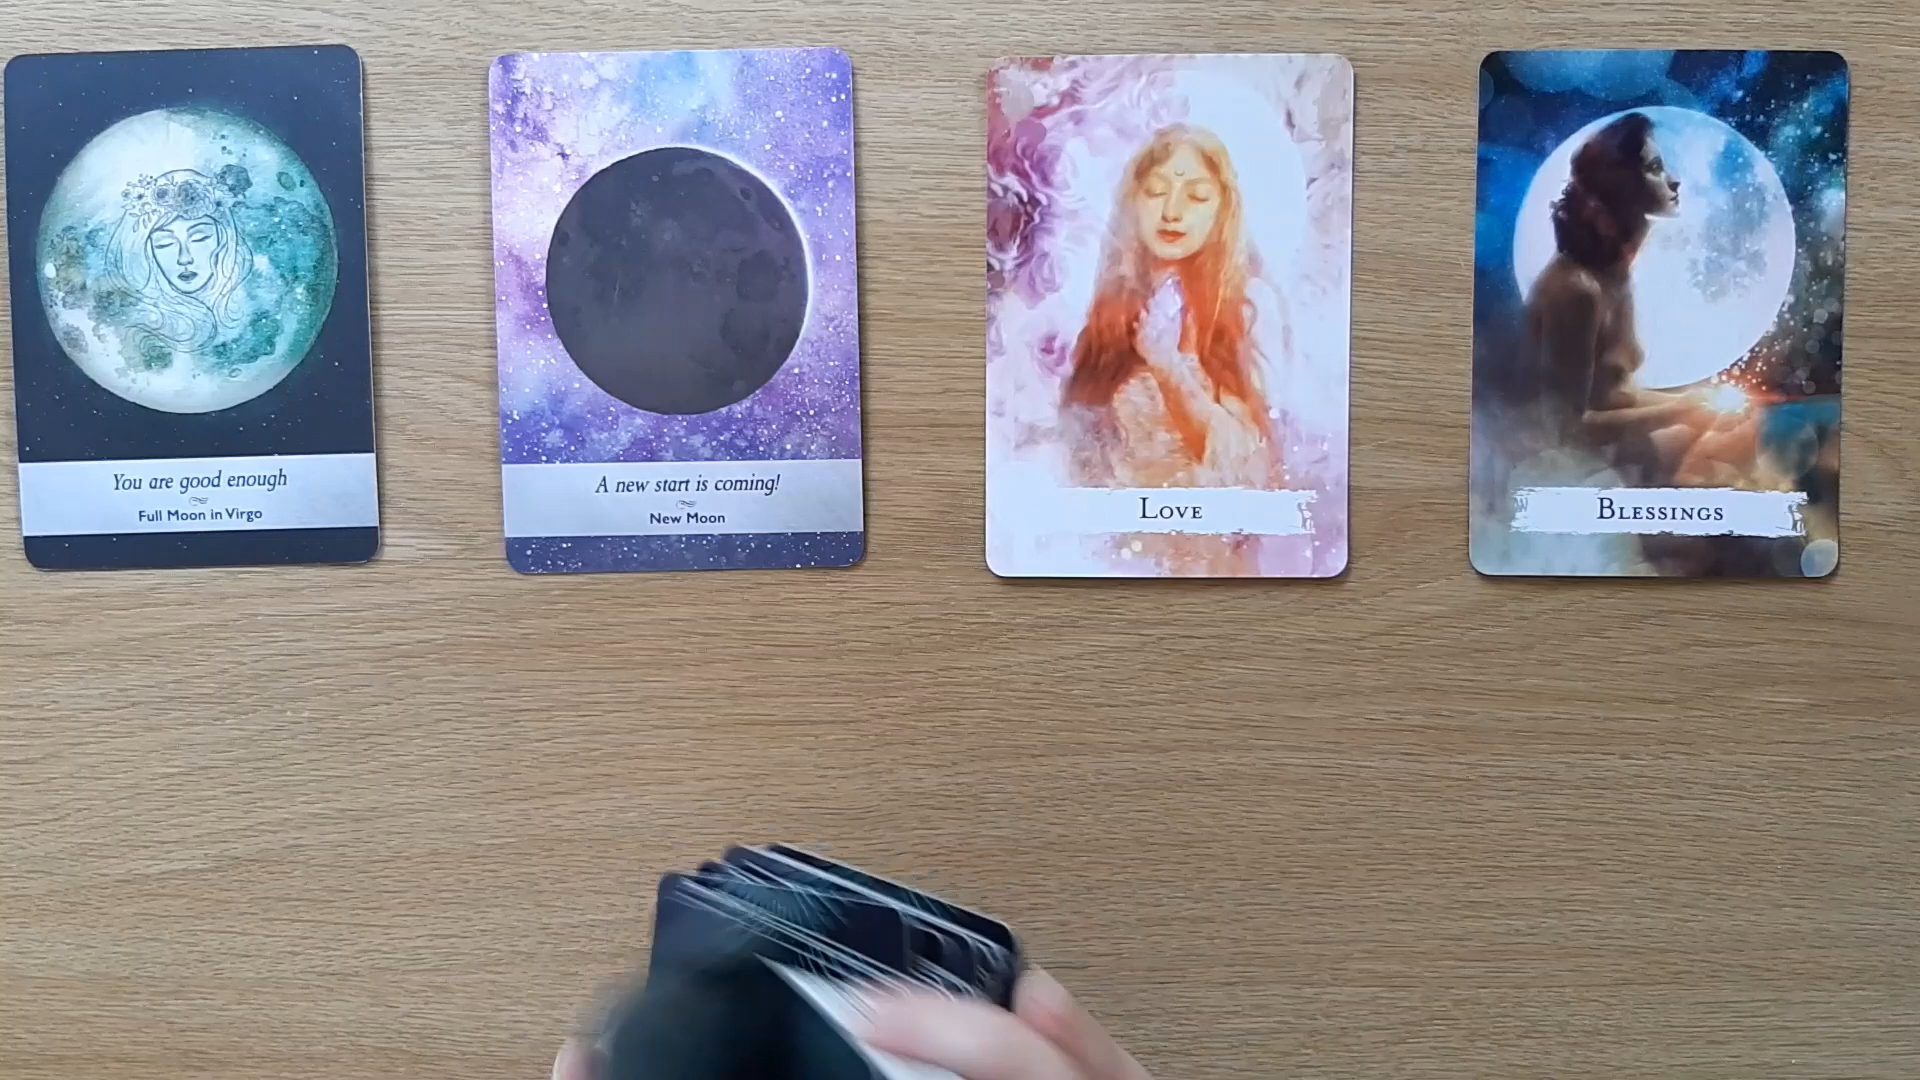 You are good enough
Full Moon in Virgo
A new start is coming!
New Moon
LOVE
BLESSINGS